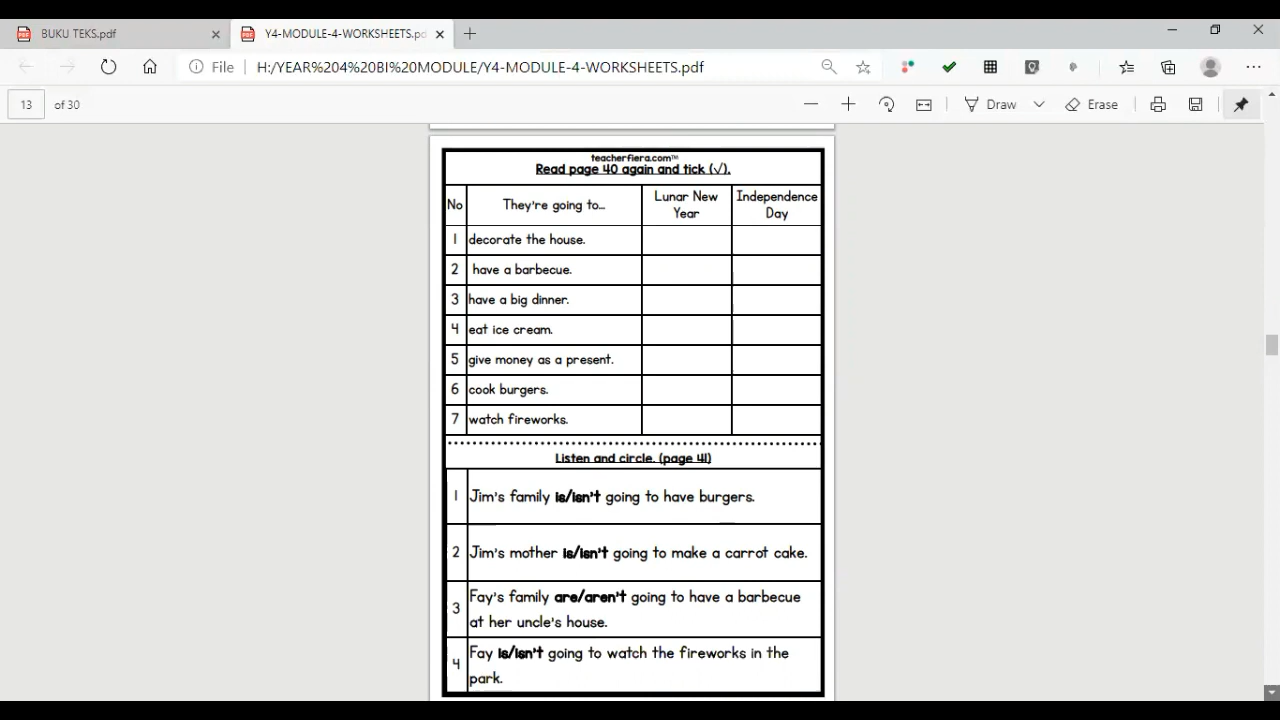 BUKU TEKS.pdf
Y4-MODULE-4-WORKSHEETS.pd
File
H:/YEAR%204%20BI%20MODULE/Y4-MODULE-4-WORKSHEETS.pdf
13 of 30
Draw
Erase
teacherfiera.com™
Read page 40 again and tick (√).
No They're going to... Lunar New Year Independence Day
1 decorate the house.
2 have a barbecue.
3 have a big dinner.
4 eat ice cream.
5 give money as a present.
6 cook burgers.
7 watch fireworks.
Listen and circle. (page 41)
1 Jim's family is/isn't going to have burgers.
2 Jim's mother is/isn't going to make a carrot cake.
3 Fay's family are/aren't going to have a barbecue
at her uncle's house.
4 Fay is/isn't going to watch the fireworks in the
park.